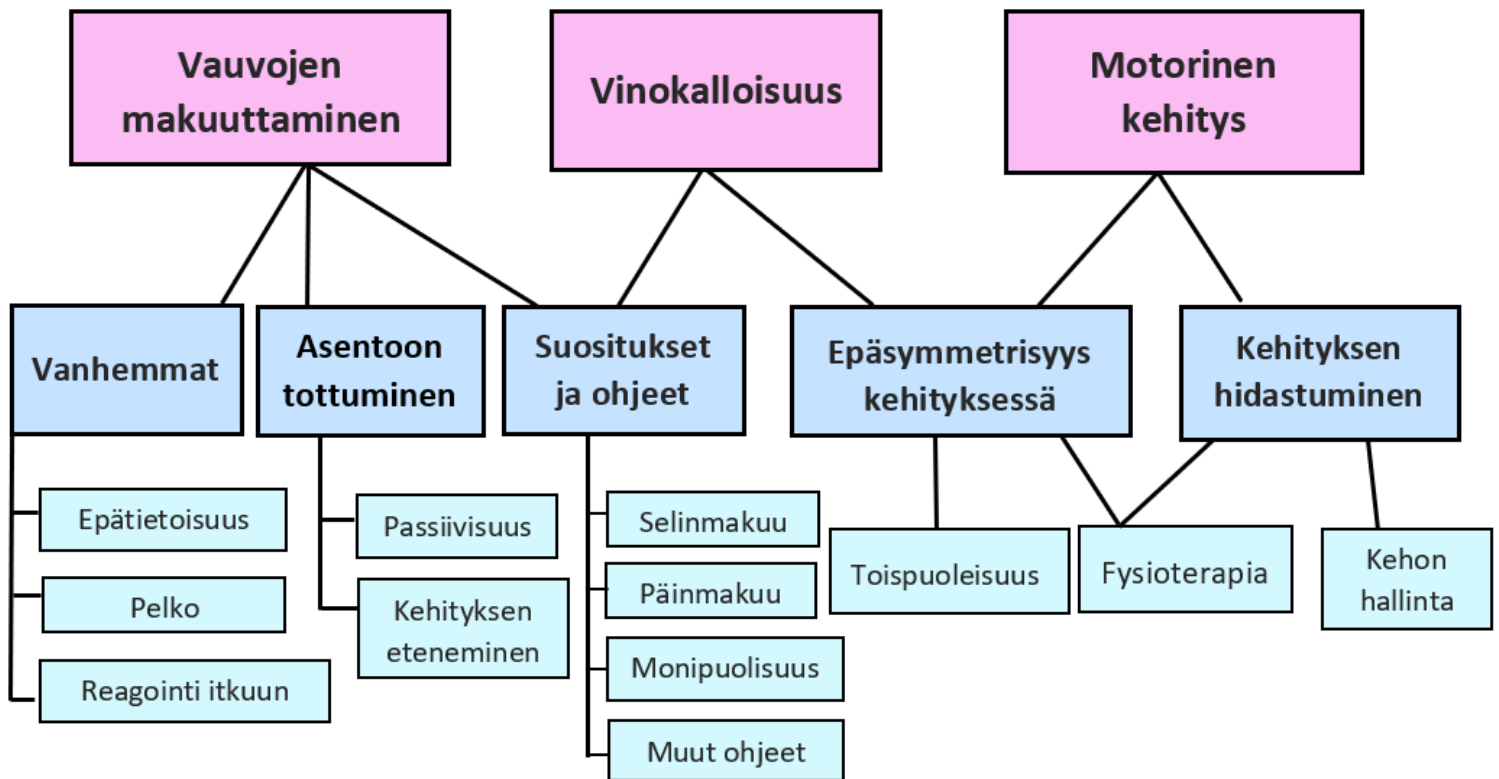 Vauvojen
makuuttaminen
Vinokalloisuus
Motorinen
kehitys
Vanhemmat
Asentoon
tottuminen
Suositukset
ja ohjeet
Epäsymmetrisyys
kehityksessä
Kehityksen
hidastuminen
Epätietoisuus
Pelko
Reagointi itkuun
Passiivisuus
Kehityksen
eteneminen
Selinmakuu
Päinmakuu
Monipuolisuus
Muut ohjeet
Toispuoleisuus
Fysioterapia
Kehon
hallinta